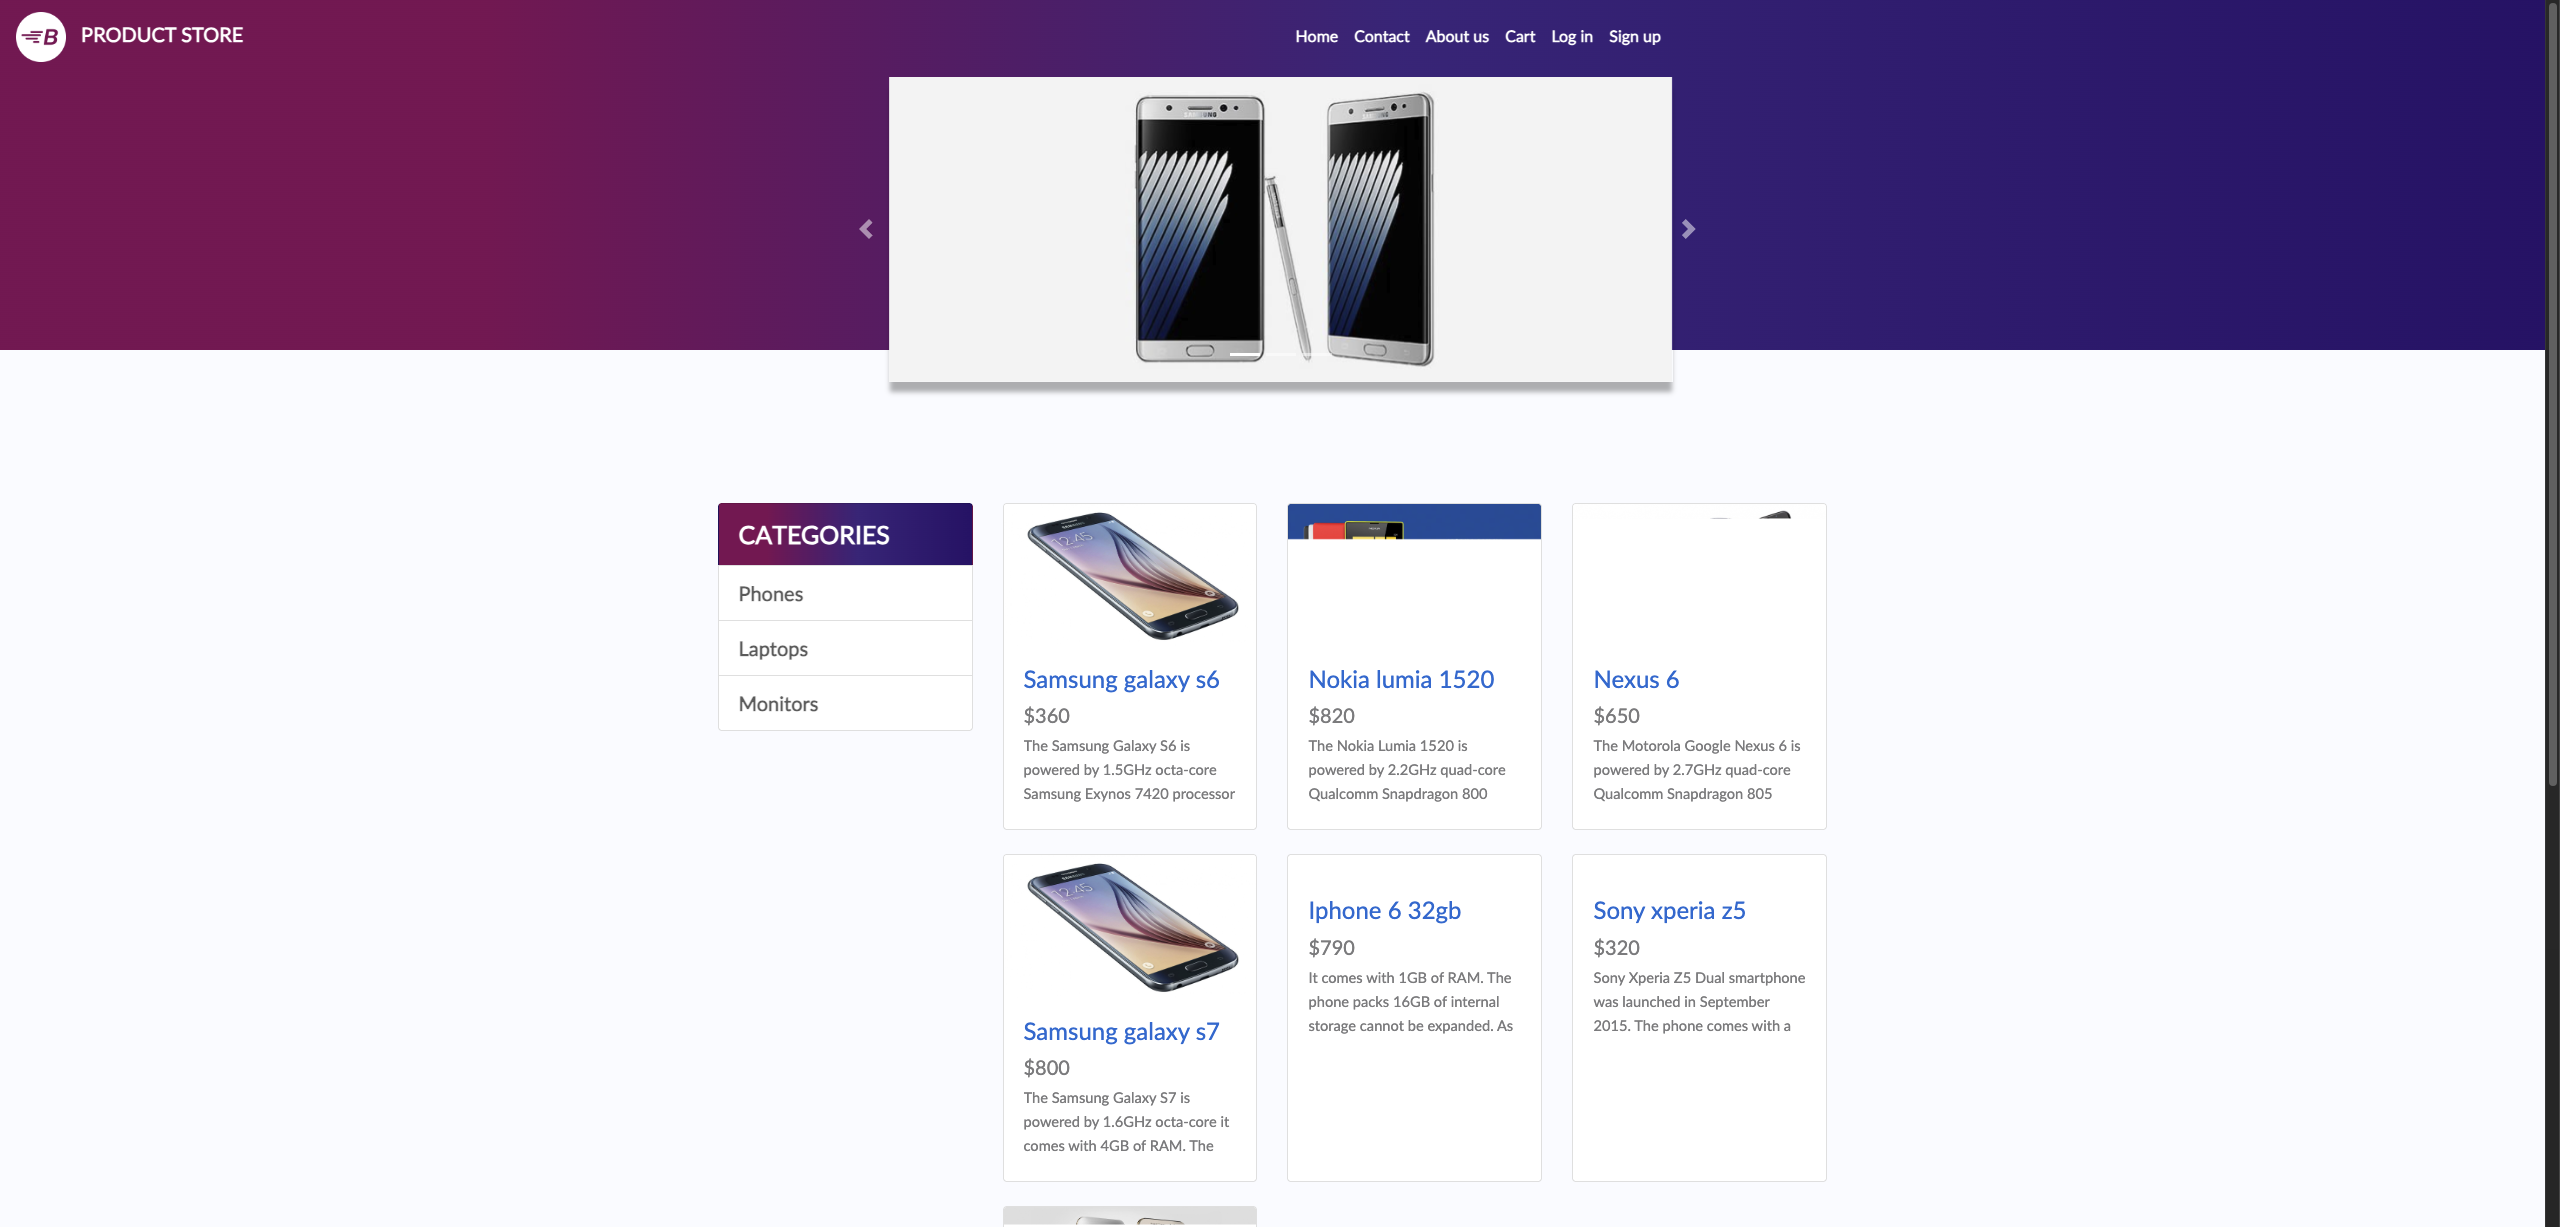 B PRODUCT STORE
Home Contact About us Cart Log in Sign up
SAMSUNG SAMSUNG
CATEGORIES
Phones
Laptops
Monitors
12:45
Samsung galaxy s6
$360
The Samsung Galaxy S6 is
powered by 1.5GHz octa-core
Samsung Exynos 7420 processor
Nokia lumia 1520
$820
The Nokia Lumia 1520 is
powered by 2.2GHz quad-core
Qualcomm Snapdragon 800
Nexus 6
$650
The Motorola Google Nexus 6 is
powered by 2.7GHz quad-core
Qualcomm Snapdragon 805
12:45
Samsung galaxy s7
$800
The Samsung Galaxy S7 is
powered by 1.6GHz octa-core it
comes with 4GB of RAM. The
Iphone 6 32gb
$790
It comes with 1GB of RAM. The
phone packs 16GB of internal
storage cannot be expanded. As
Sony xperia z5
$320
Sony Xperia Z5 Dual smartphone
was launched in September
2015. The phone comes with a